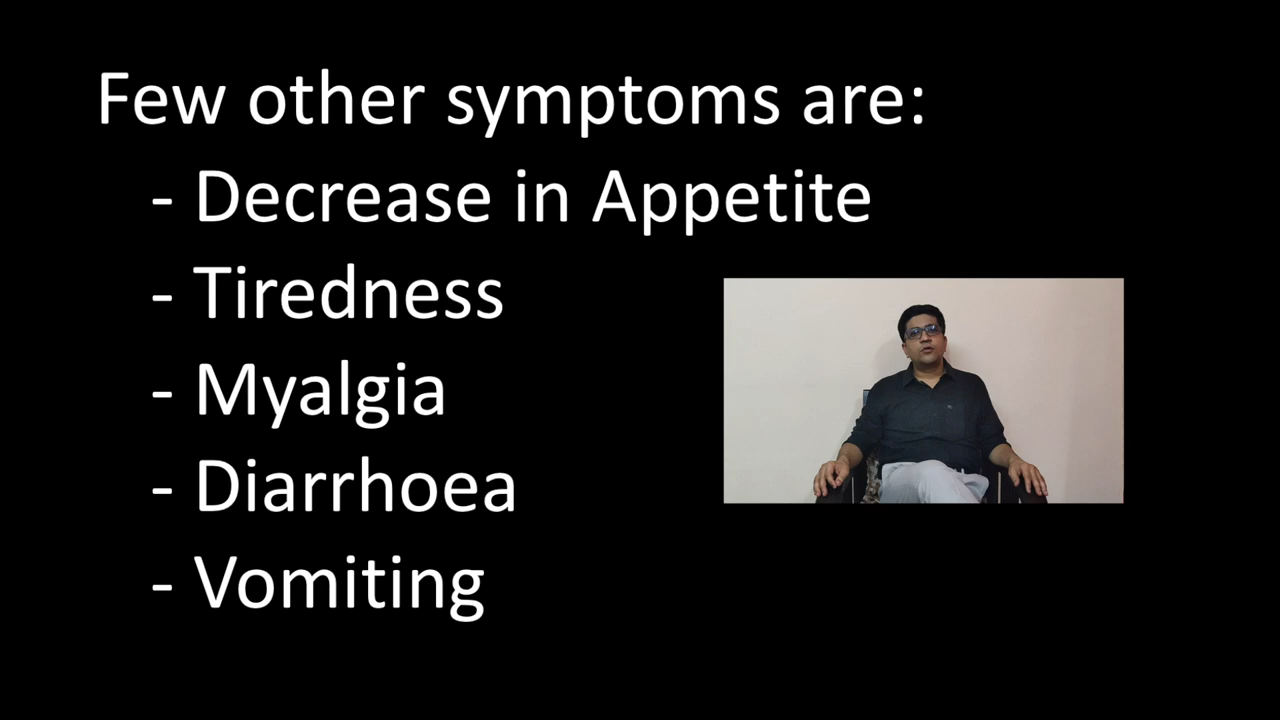 Few other symptoms are:
- Decrease in Appetite
- Tiredness
- Myalgia
- Diarrhoea
- Vomiting